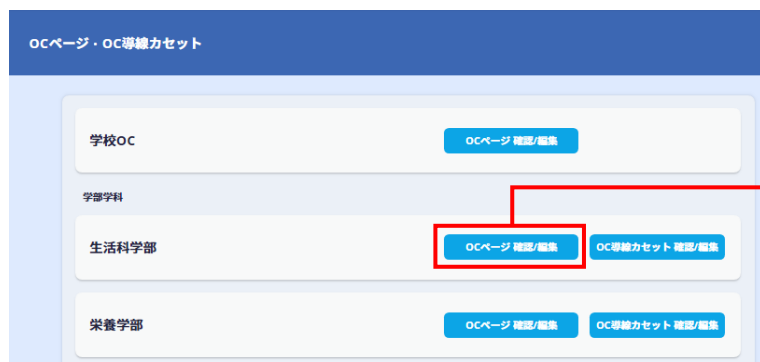 OCページ・OC導線カセット
学校OC
OCページ 確認/編集
学部学科
生活科学部
OCページ 確認/編集
OC導線カセット 確認/編集
栄養学部
OCページ 確認/編集
OC導線カセット 確認/編集